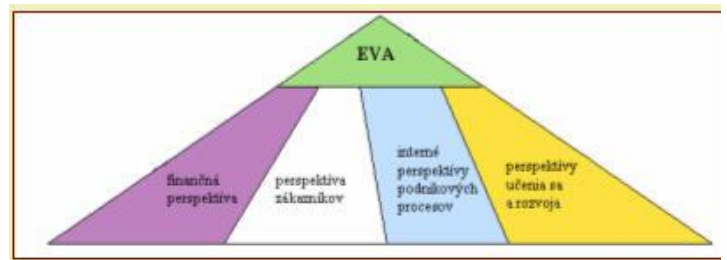 EVA
finančná
perspektíva
perspektíva
zákazníkov
interné
perspektívy
podnikových
procesov
perspektívy
učenia sa
a rozvoja